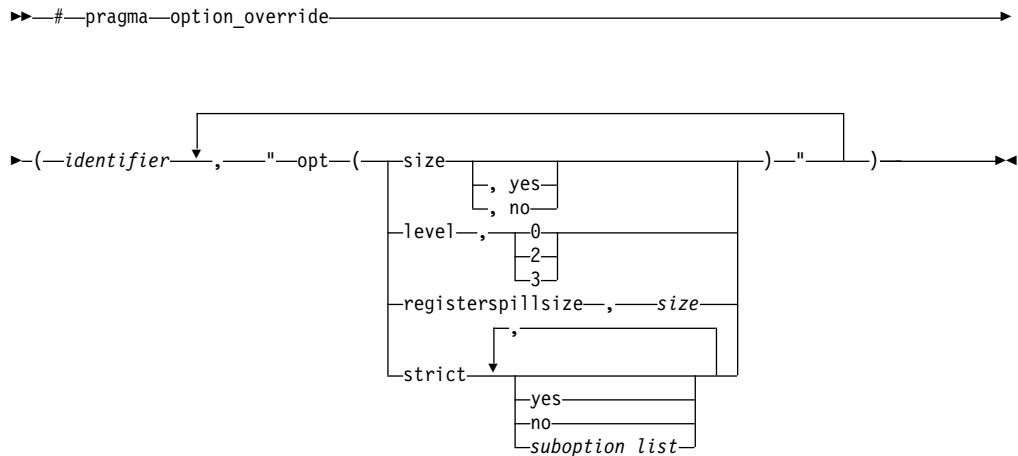 # pragma option_override
( identifier , " opt ( size ) " )
, yes
, no
level , 0
2
3
registerspillsize , size
,
strict
yes
no
suboption list